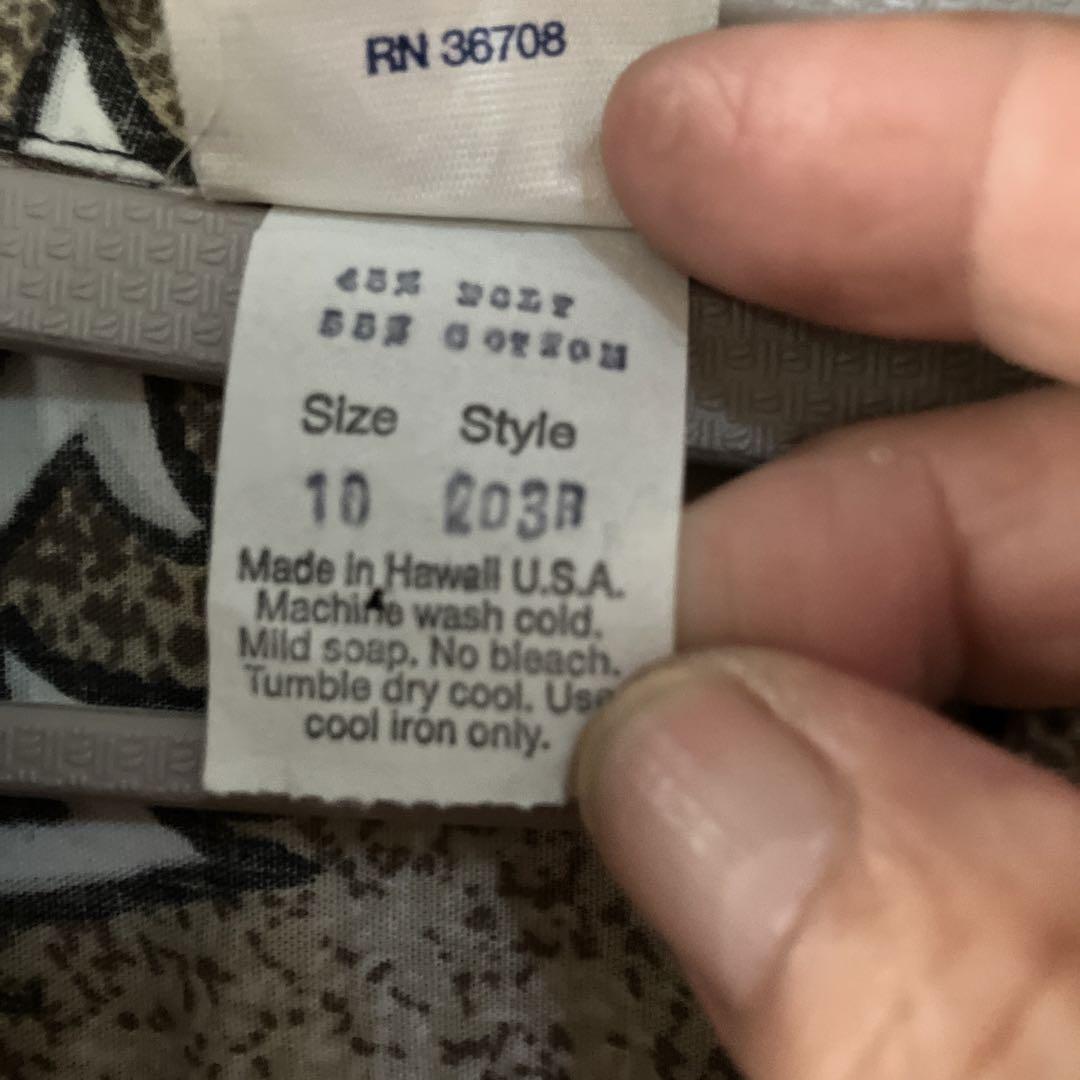 RN 36708
45% POLY
55% COTTON
Size Style
10 203R
Made in Hawaii U.S.A.
Machine wash cold.
Mild soap. No bleach.
Tumble dry cool. Use
cool iron only.